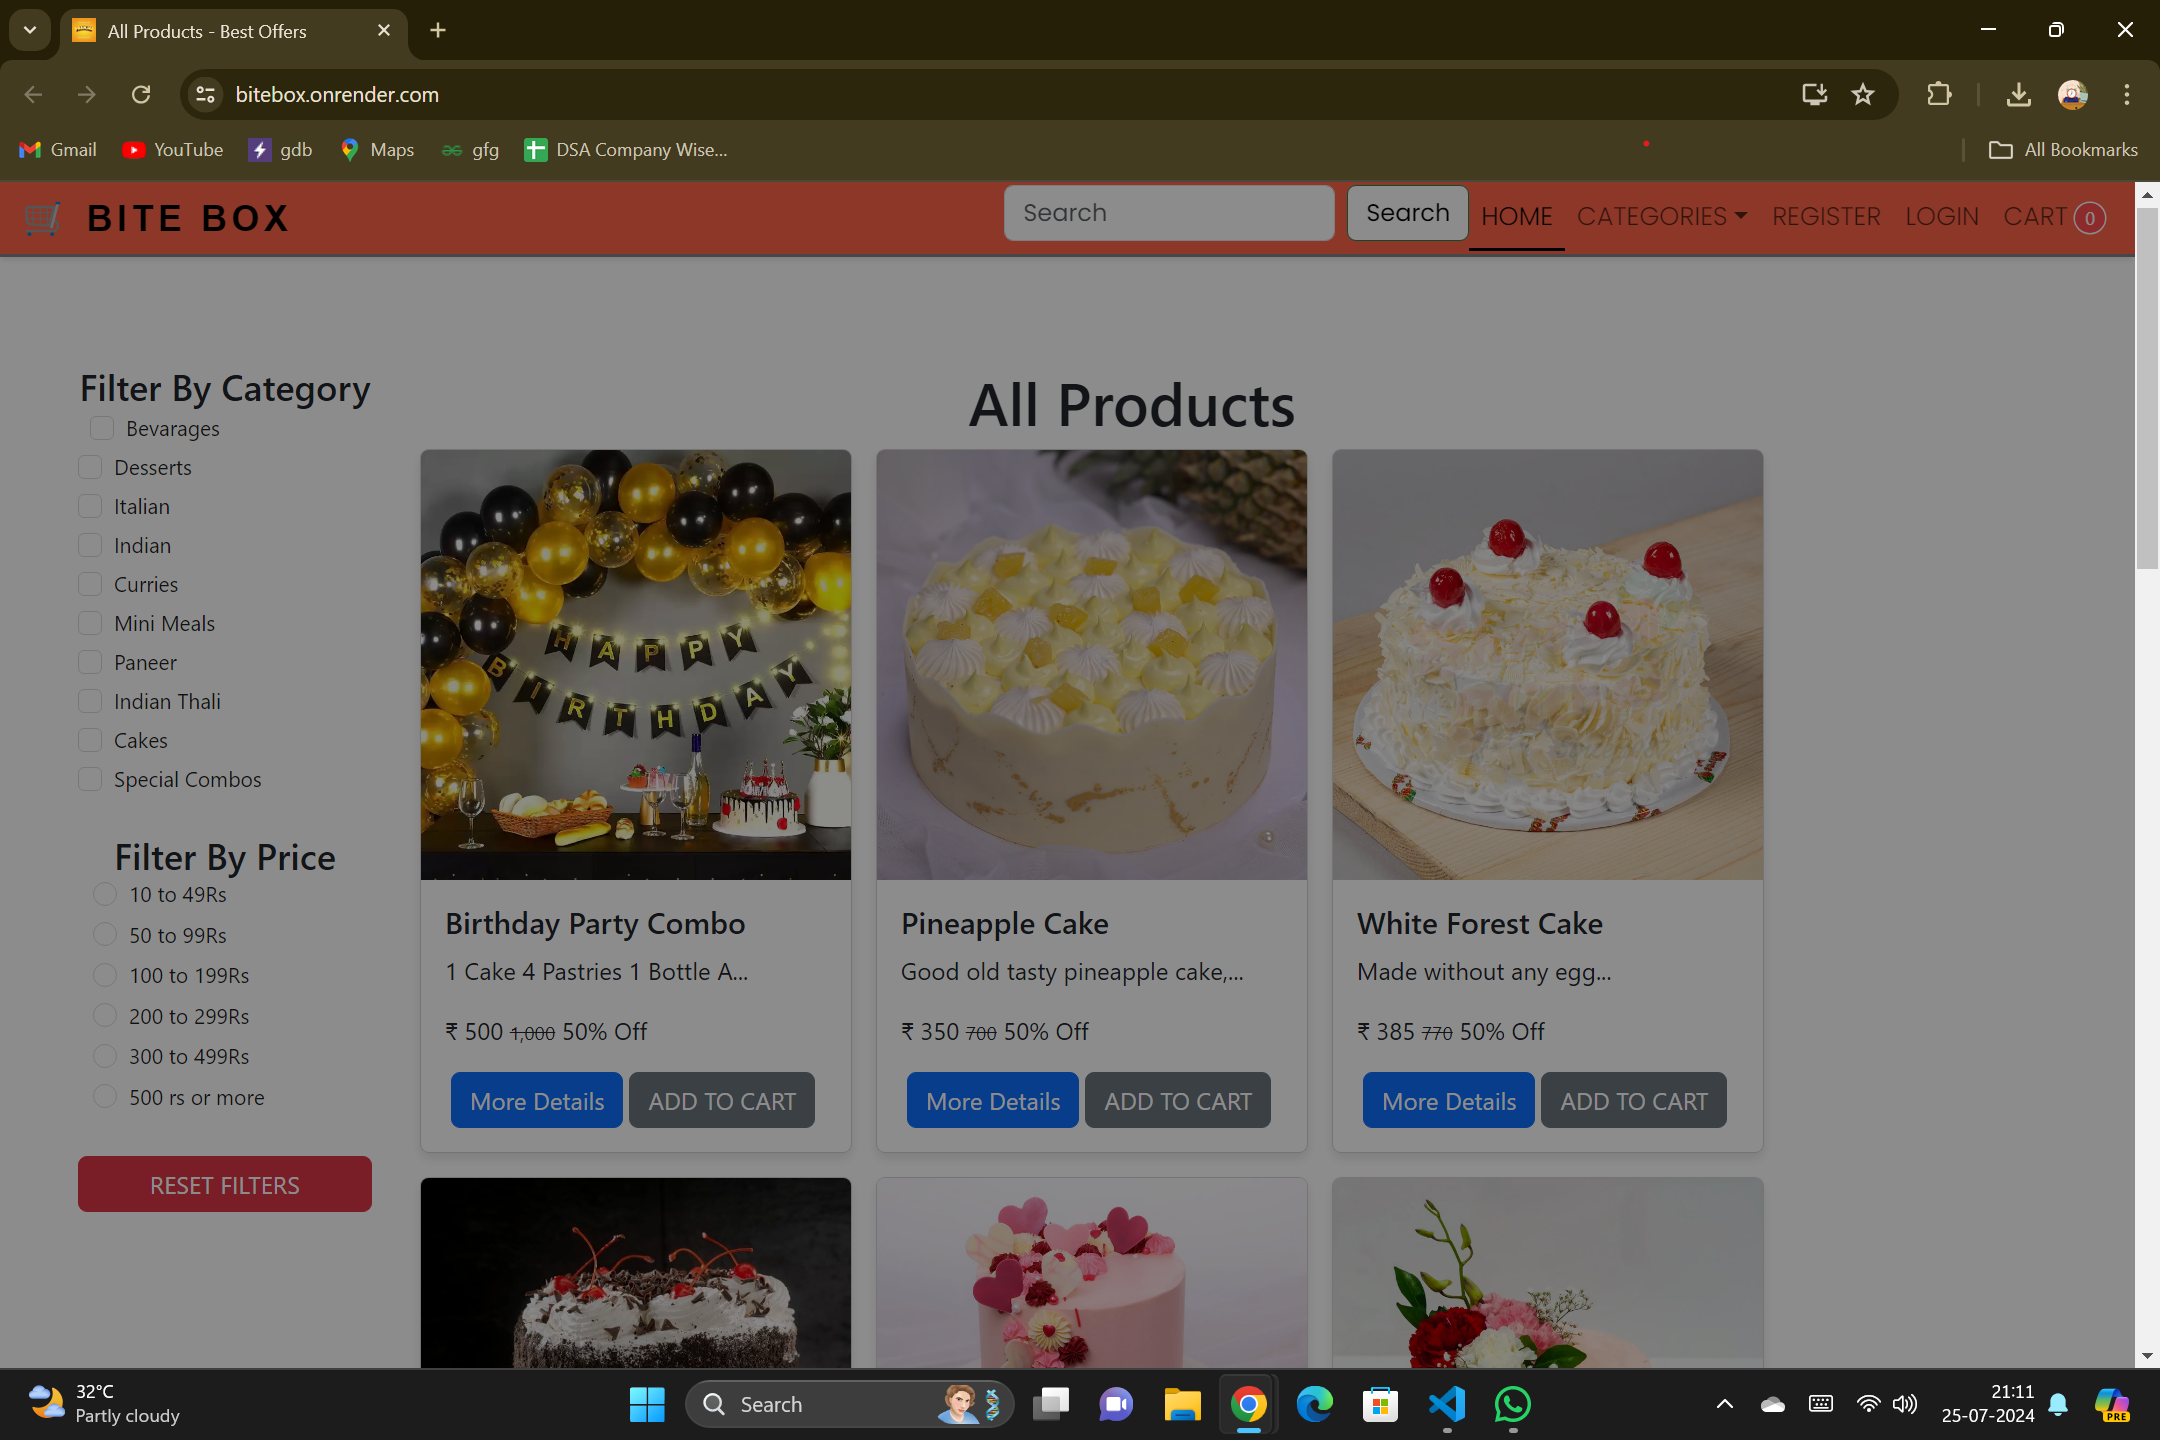 All Products - Best Offers
bitebox.onrender.com
Gmail YouTube gdb Maps gfg DSA Company Wise... All Bookmarks
BITE BOX Search Search HOME CATEGORIES REGISTER LOGIN CART 0
Filter By Category
Bevarages
Desserts
Italian
Indian
Curries
Mini Meals
Paneer
Indian Thali
Cakes
Special Combos
Filter By Price
10 to 49Rs
50 to 99Rs
100 to 199Rs
200 to 299Rs
300 to 499Rs
500 rs or more
RESET FILTERS
All Products
HAPPY
BIRTHDAY
Birthday Party Combo
1 Cake 4 Pastries 1 Bottle A...
₹ 500 1,000 50% Off
More Details ADD TO CART
Pineapple Cake
Good old tasty pineapple cake,...
₹ 350 700 50% Off
More Details ADD TO CART
White Forest Cake
Made without any egg...
₹ 385 770 50% Off
More Details ADD TO CART
32°C
Partly cloudy
Search
21:11
25-07-2024
PRE